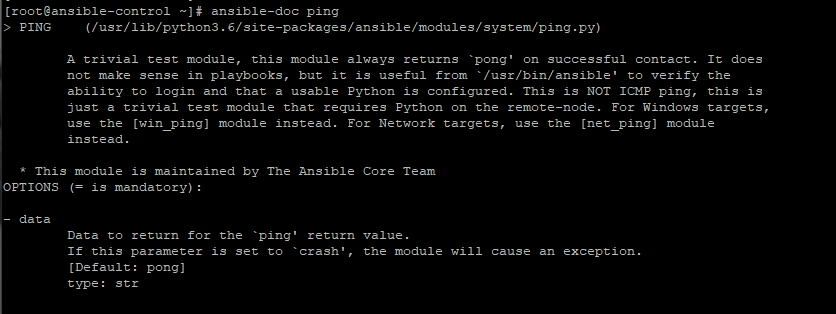 [root@ansible-control ~]# ansible-doc ping
> PING    (/usr/lib/python3.6/site-packages/ansible/modules/system/ping.py)
A trivial test module, this module always returns `pong' on successful contact. It does
not make sense in playbooks, but it is useful from `/usr/bin/ansible' to verify the
ability to login and that a usable Python is configured. This is NOT ICMP ping, this is
just a trivial test module that requires Python on the remote-node. For Windows targets,
use the [win_ping] module instead. For Network targets, use the [net_ping] module
instead.
* This module is maintained by The Ansible Core Team
OPTIONS (= is mandatory):
- data
Data to return for the `ping' return value.
If this parameter is set to `crash', the module will cause an exception.
[Default: pong]
type: str